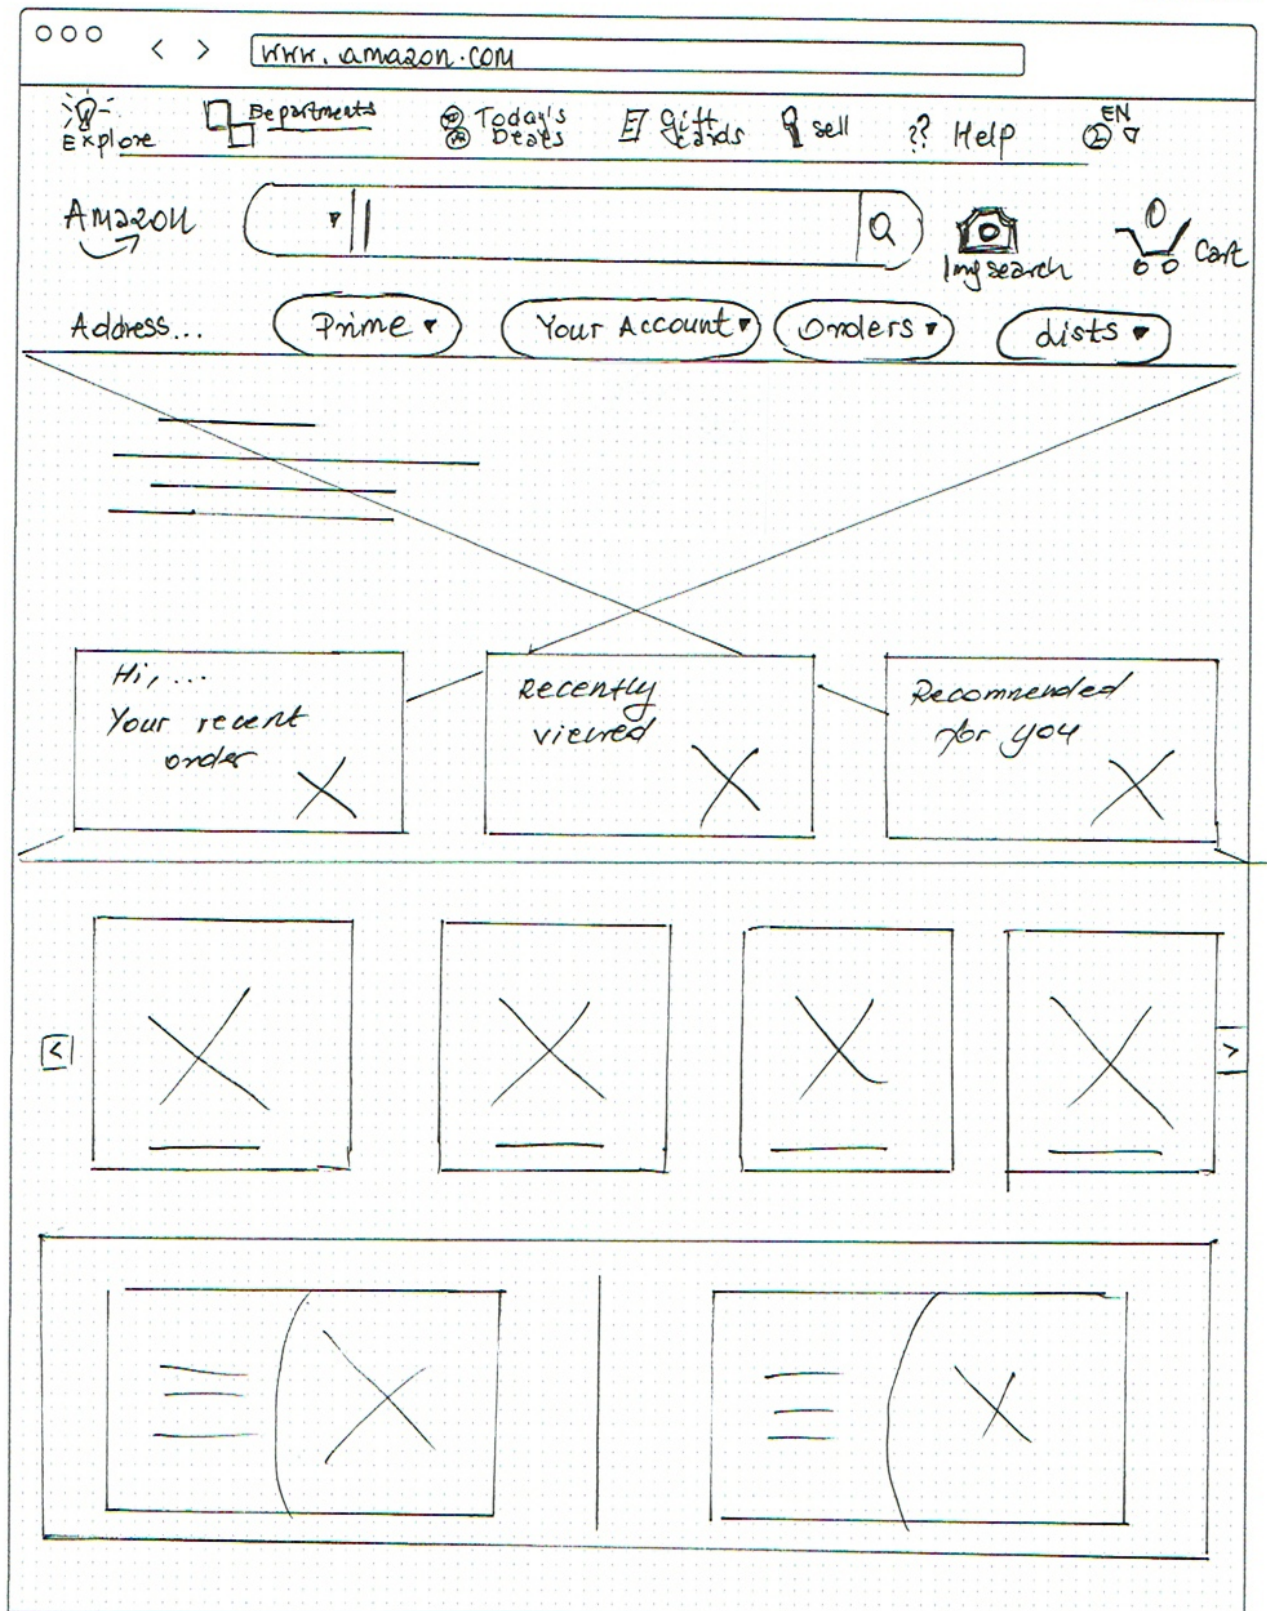 www.amazon.com
Explore
Departments
Today's
Deals
Gift
Cards
sell
?? Help
EN
Amazon
Img search
0
Cart
Address...
Prime
Your Account
Orders
Lists
Hi, ...
Your recent
order
Recently
viewed
Recommended
for you